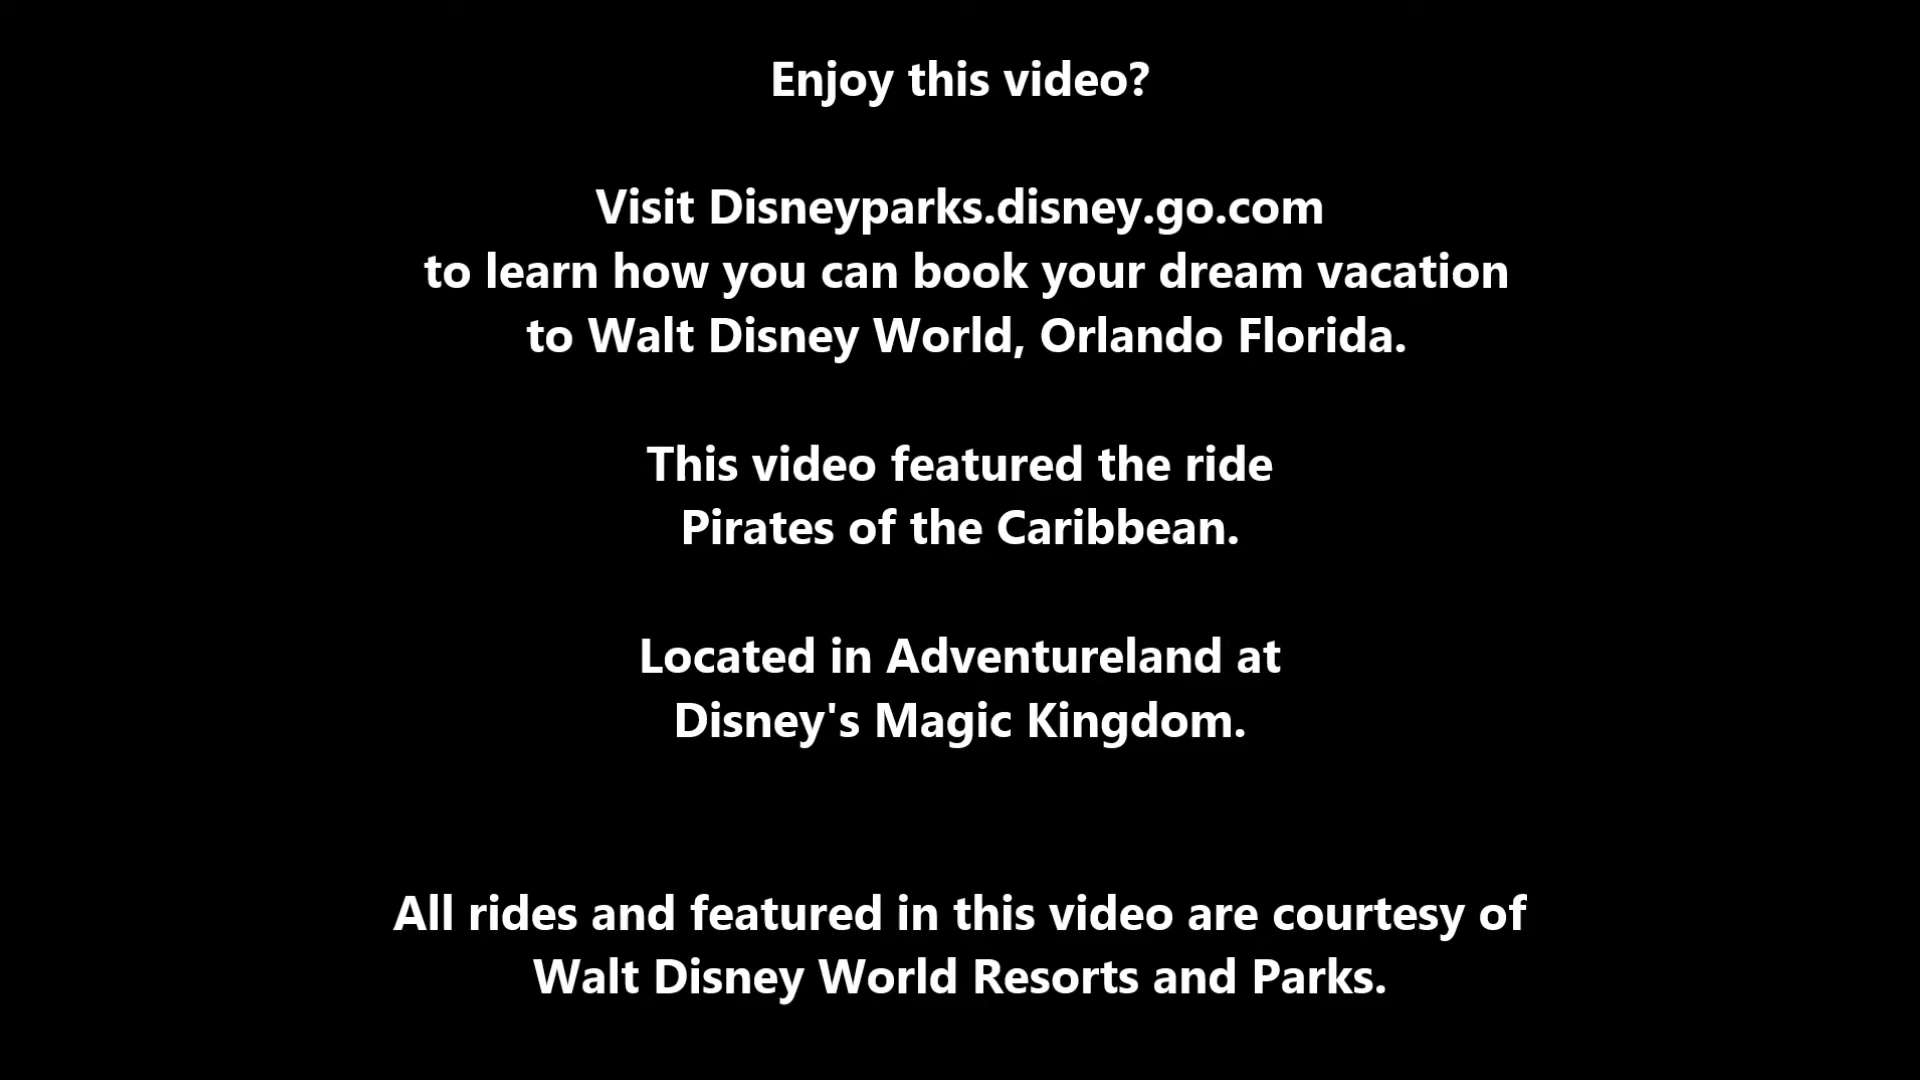 Enjoy this video?
Visit Disneyparks.disney.go.com
to learn how you can book your dream vacation
to Walt Disney World, Orlando Florida.
This video featured the ride
Pirates of the Caribbean.
Located in Adventureland at
Disney's Magic Kingdom.
All rides and featured in this video are courtesy of
Walt Disney World Resorts and Parks.